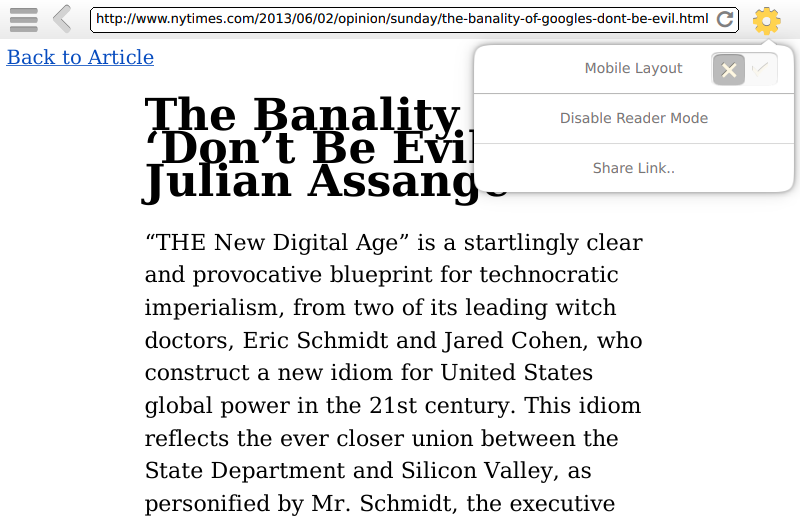 http://www.nytimes.com/2013/06/02/opinion/sunday/the-banality-of-googles-dont-be-evil.html
Back to Article
Mobile Layout
Disable Reader Mode
Share Link..
The Banality
‘Don’t Be Evil
Julian Assange
“THE New Digital Age” is a startlingly clear
and provocative blueprint for technocratic
imperialism, from two of its leading witch
doctors, Eric Schmidt and Jared Cohen, who
construct a new idiom for United States
global power in the 21st century. This idiom
reflects the ever closer union between the
State Department and Silicon Valley, as
personified by Mr. Schmidt, the executive